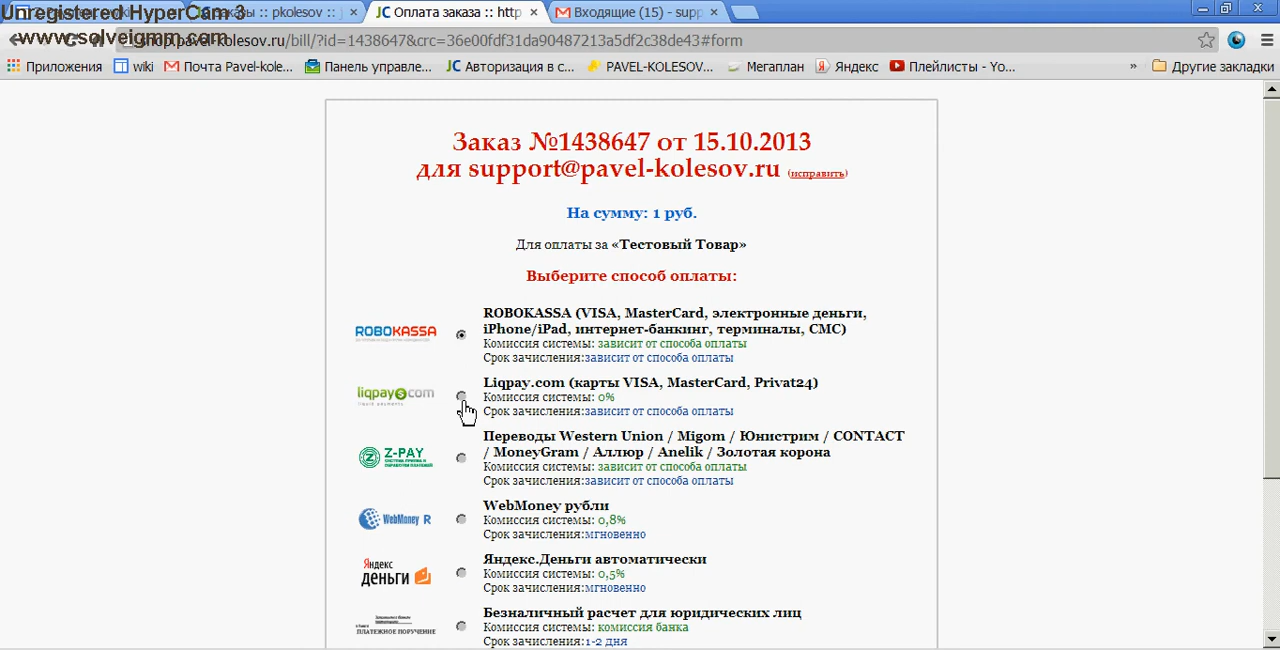 Unregistered HyperCam 3
www.solveigmm.com
Заказы :: pkolesov :: J
JC Оплата заказа :: http
Входящие (15) - supp
shop.pavel-kolesov.ru/bill/?id=1438647&crc=36e00fdf31da90487213a5df2c38de43#form
Приложения
wiki
Почта Pavel-kole...
Панель управле...
JC Авторизация в с...
PAVEL-KOLESOV...
Мегаплан
Яндекс
Плейлисты - Yo...
»
Другие закладки
Заказ №1438647 от 15.10.2013
для support@pavel-kolesov.ru (исправить)
На сумму: 1 руб.
Для оплаты за «Тестовый Товар»
Выберите способ оплаты:
ROBOKASSA
ROBOKASSA (VISA, MasterCard, электронные деньги,
iPhone/iPad, интернет-банкинг, терминалы, СМС)
Комиссия системы: зависит от способа оплаты
Срок зачисления:зависит от способа оплаты
liqpay com
Liqpay.com (карты VISA, MasterCard, Privat24)
Комиссия системы: 0%
Срок зачисления:зависит от способа оплаты
Z-PAY
Переводы Western Union / Migom / Юнистрим / CONTACT
/ MoneyGram / Аллюр / Anelik / Золотая корона
Комиссия системы: зависит от способа оплаты
Срок зачисления:зависит от способа оплаты
WebMoney R
WebMoney рубли
Комиссия системы: 0,8%
Срок зачисления:мгновенно
Яндекс
деньги
Яндекс.Деньги автоматически
Комиссия системы: 0,5%
Срок зачисления:мгновенно
ПЛАТЕЖНОЕ ПОРУЧЕНИЕ
Безналичный расчет для юридических лиц
Комиссия системы: комиссия банка
Срок зачисления:1-2 дня